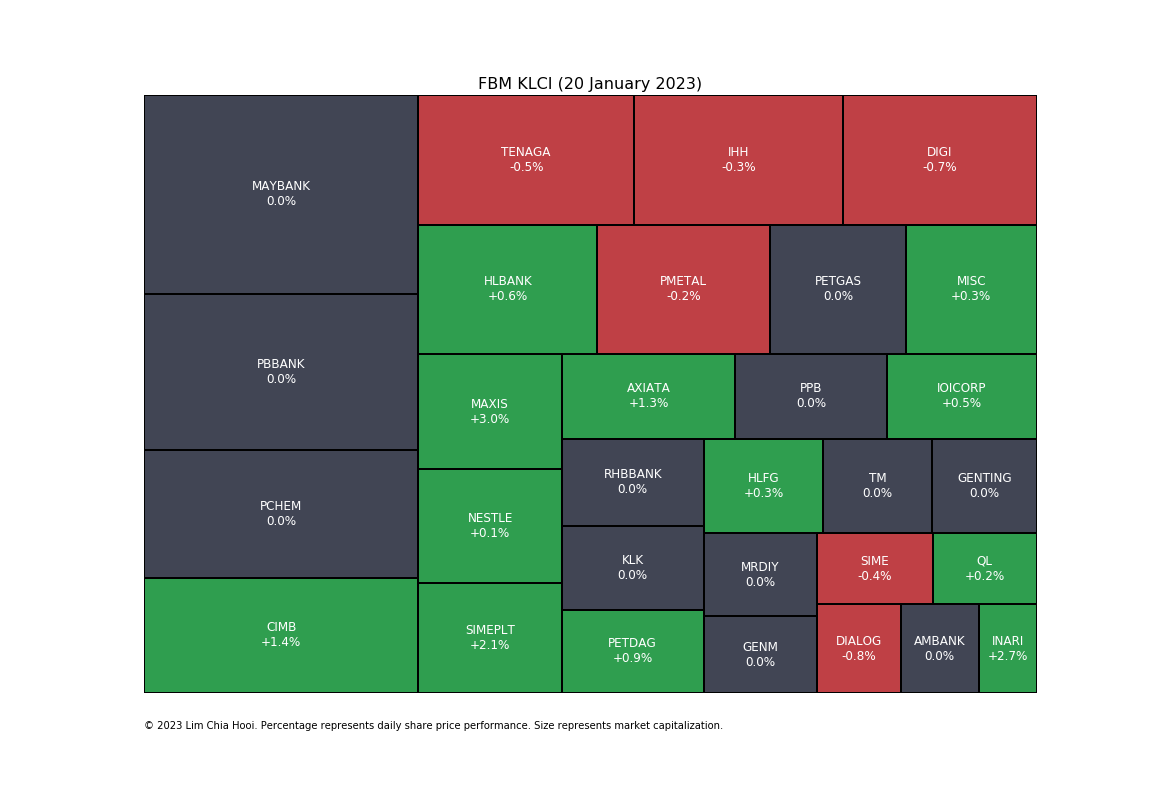 FBM KLCI (20 January 2023)
MAYBANK
0.0%
PBBANK
0.0%
PCHEM
0.0%
CIMB
+1.4%
TENAGA
-0.5%
IHH
-0.3%
DIGI
-0.7%
HLBANK
+0.6%
PMETAL
-0.2%
PETGAS
0.0%
MISC
+0.3%
MAXIS
+3.0%
NESTLE
+0.1%
SIMEPLT
+2.1%
AXIATA
+1.3%
PPB
0.0%
IOICORP
+0.5%
RHBBANK
0.0%
KLK
0.0%
PETDAG
+0.9%
HLFG
+0.3%
TM
0.0%
GENTING
0.0%
MRDIY
0.0%
GENM
0.0%
SIME
-0.4%
QL
+0.2%
DIALOG
-0.8%
AMBANK
0.0%
INARI
+2.7%
© 2023 Lim Chia Hooi. Percentage represents daily share price performance. Size represents market capitalization.